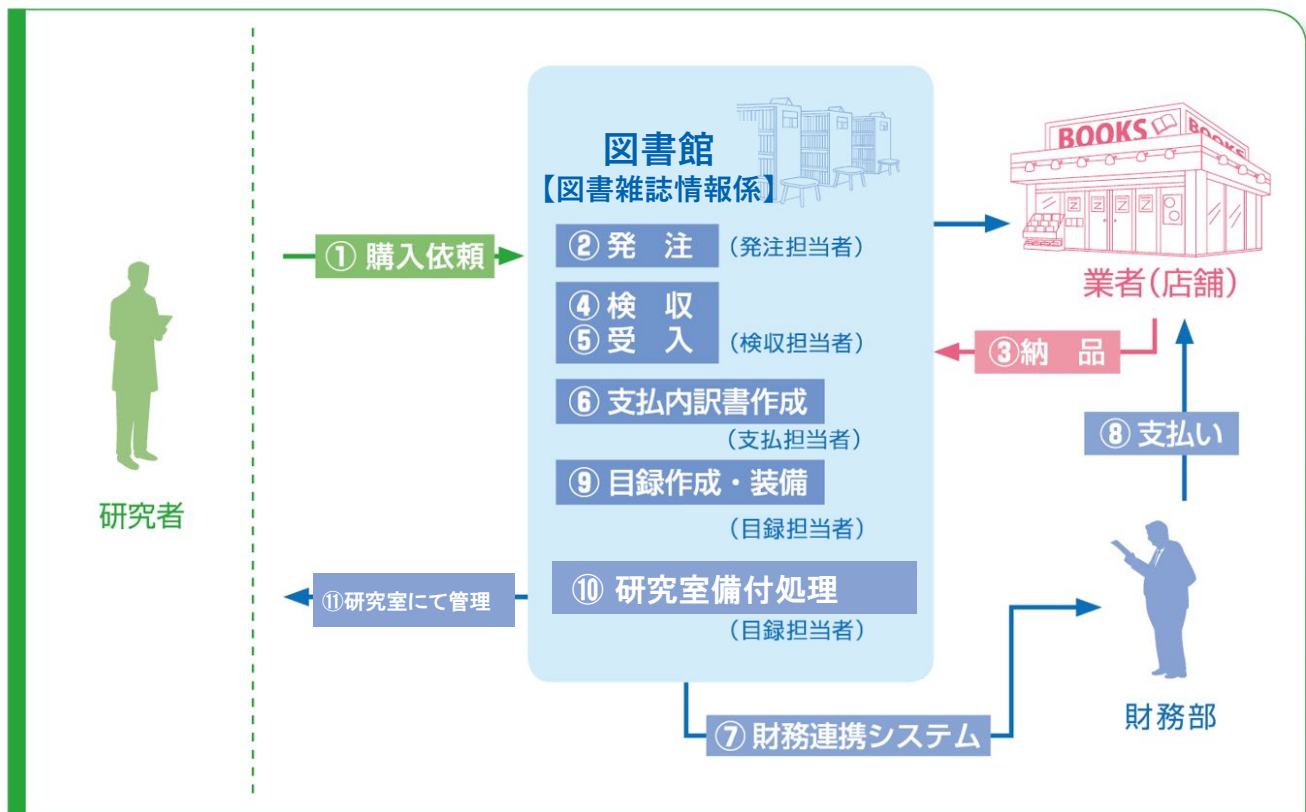 図書館
【図書雑誌情報係】
BOOKS
BOOKS
① 購入依頼
② 発　注
(発注担当者)
業者(店舗)
④ 検　収
⑤ 受　入
(検収担当者)
③納　品
⑥ 支払内訳書作成
(支払担当者)
⑧ 支払い
⑨ 目録作成・装備
(目録担当者)
研究者
⑩ 研究室備付処理
(目録担当者)
⑪研究室にて管理
⑦ 財務連携システム
財務部